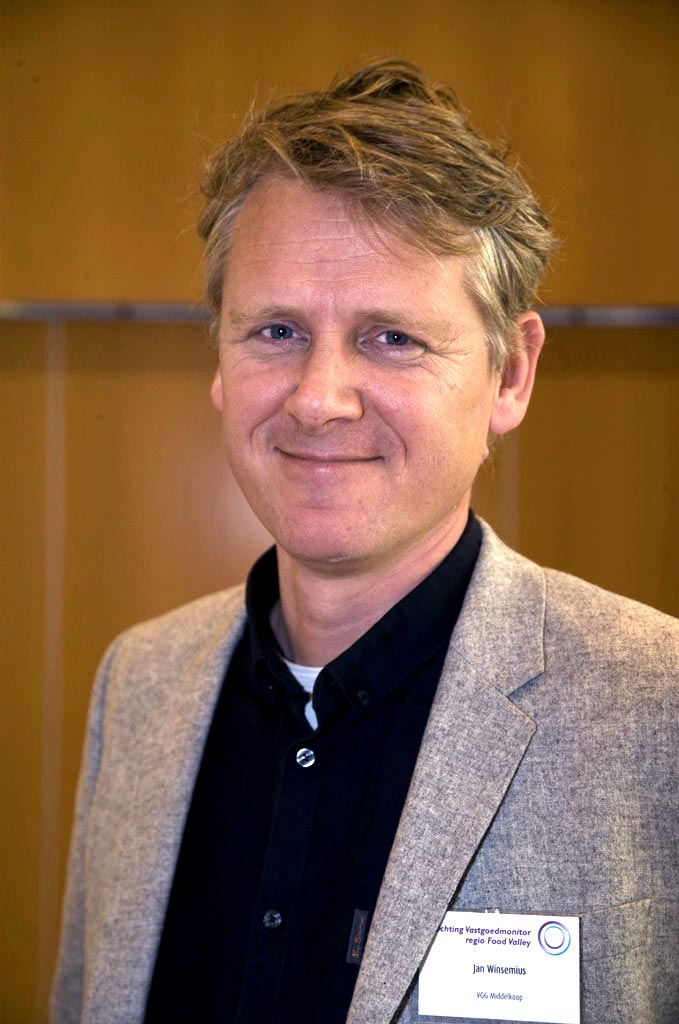 chting Vastgoedmonitor
regio Food Valley
Jan Winsemius
VGG Middelkoop